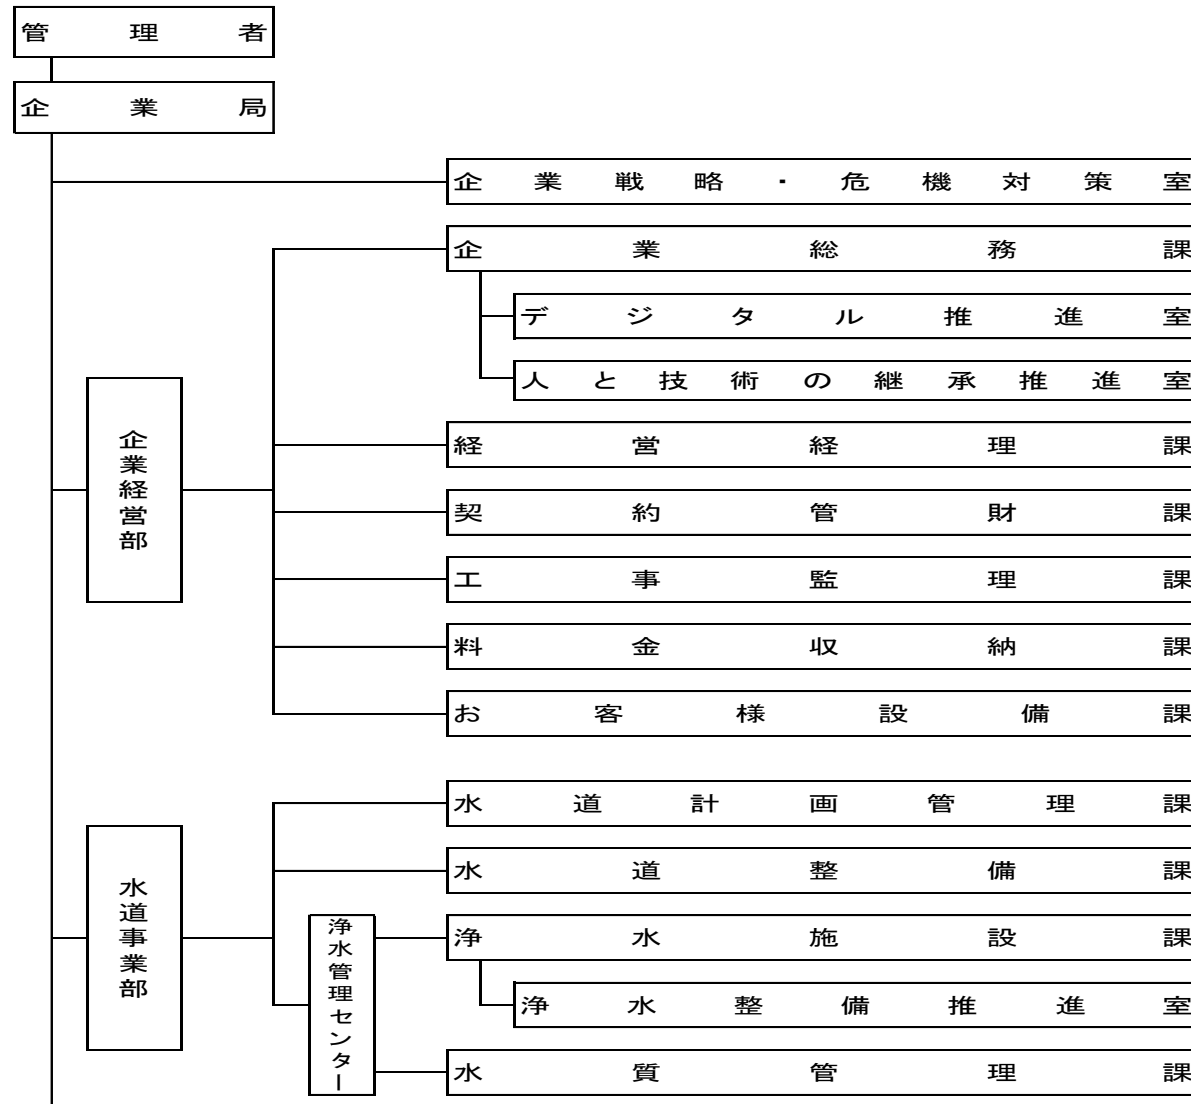 管理者
企業局
企業戦略・危機対策室
企業総務課
デジタル推進室
人と技術の継承推進室
企業経営部
経営経理課
契約管財課
工事監理課
料金収納課
お客様設備課
水道計画管理課
水道整備課
水道事業部
浄水管理センター
浄水施設課
浄水整備推進室
水質管理課